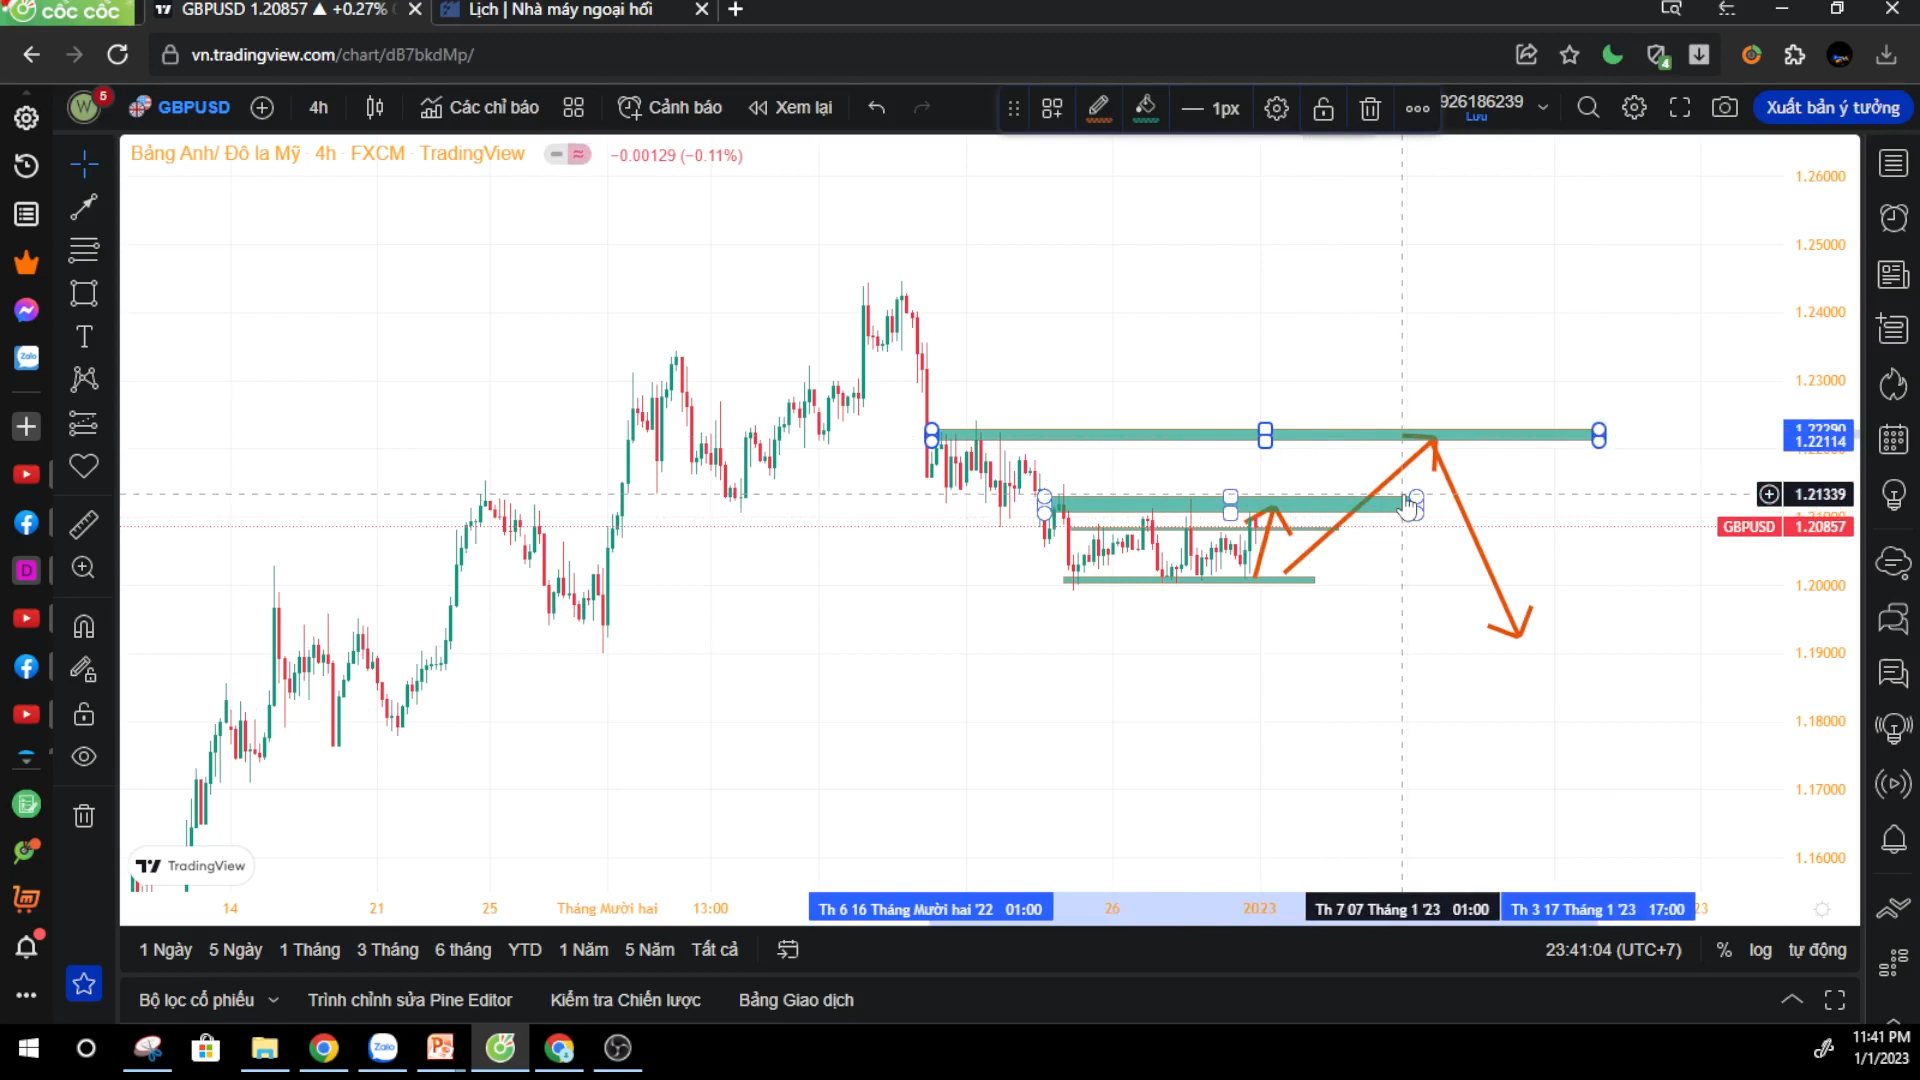 cốc cốc
GBPUSD 1.20857 ▲ +0.27%
Lịch | Nhà máy ngoại hối
vn.tradingview.com/chart/dB7bkdMp/
4
W
5
GBPUSD
4h
Các chỉ báo
Cảnh báo
Xem lại
1px
926186239
Lưu
Xuất bản ý tưởng
Bảng Anh/ Đô la Mỹ · 4h · FXCM · TradingView
−0.00129 (−0.11%)
1.26000
1.25000
1.24000
1.23000
1.22290
1.22114
1.21339
GBPUSD 1.20857
1.20000
1.19000
1.18000
1.17000
1.16000
Zalo
D
T
TradingView
14
21
25
Tháng Mười hai
13:00
Th 6 16 Tháng Mười hai '22 01:00
26
2023
Th 7 07 Tháng 1 '23 01:00
Th 3 17 Tháng 1 '23 17:00
23
1 Ngày
5 Ngày
1 Tháng
3 Tháng
6 tháng
YTD
1 Năm
5 Năm
Tất cả
23:41:04 (UTC+7)
%
log
tự động
Bộ lọc cổ phiếu
Trình chỉnh sửa Pine Editor
Kiểm tra Chiến lược
Bảng Giao dịch
Zalo
11:41 PM
1/1/2023